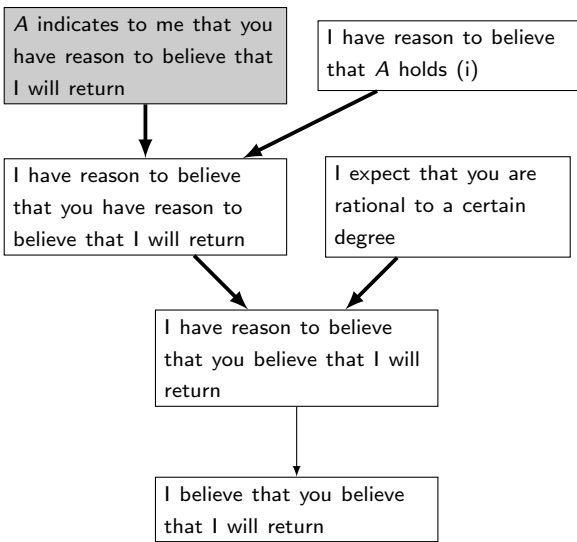 A indicates to me that you
have reason to believe that
I will return
I have reason to believe
that A holds (i)
I have reason to believe
that you have reason to
believe that I will return
I expect that you are
rational to a certain
degree
I have reason to believe
that you believe that I will
return
I believe that you believe
that I will return